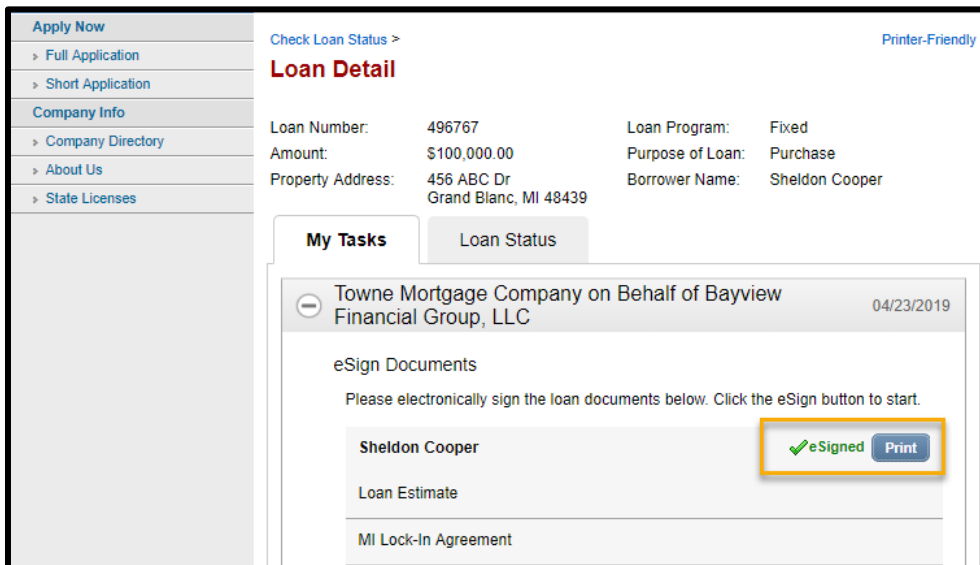 Apply Now
Full Application
Short Application
Company Info
Company Directory
About Us
State Licenses
Check Loan Status >
Printer-Friendly
Loan Detail
Loan Number: 496767 Loan Program: Fixed
Amount: $100,000.00 Purpose of Loan: Purchase
Property Address: 456 ABC Dr Borrower Name: Sheldon Cooper
Grand Blanc, MI 48439
My Tasks Loan Status
Towne Mortgage Company on Behalf of Bayview
Financial Group, LLC
04/23/2019
eSign Documents
Please electronically sign the loan documents below. Click the eSign button to start.
Sheldon Cooper eSigned Print
Loan Estimate
MI Lock-In Agreement